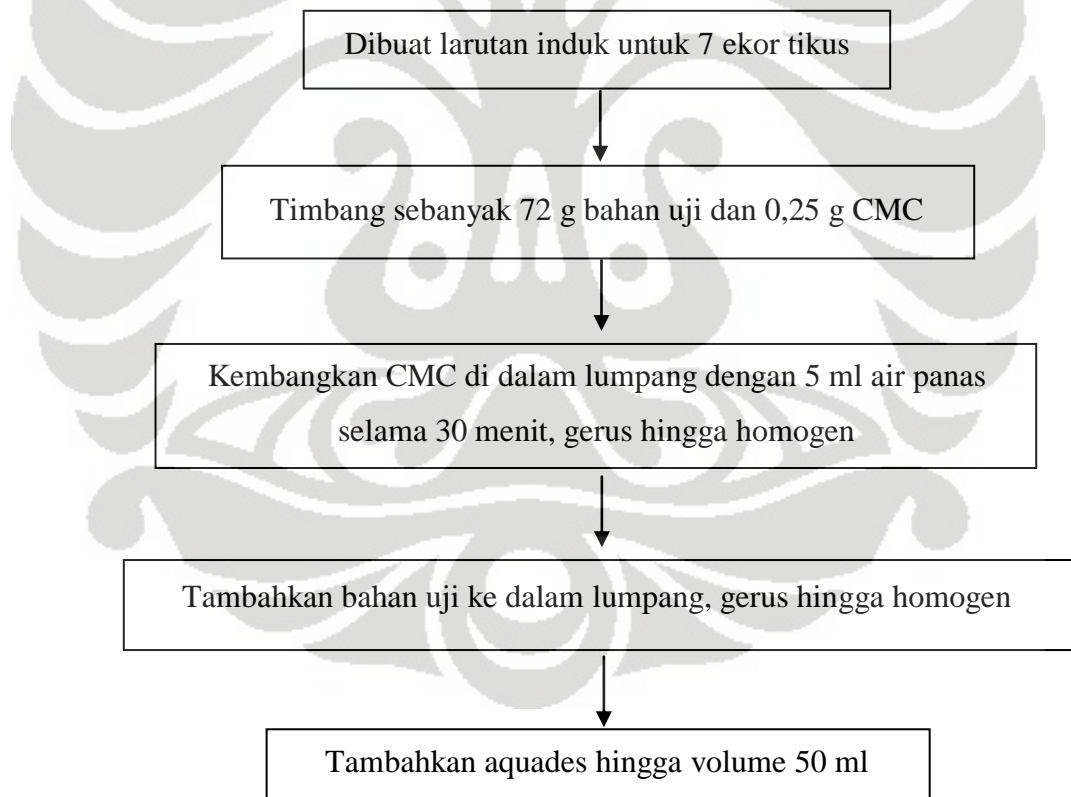 Dibuat larutan induk untuk 7 ekor tikus
Timbang sebanyak 72 g bahan uji dan 0,25 g CMC
Kembangkan CMC di dalam lumpang dengan 5 ml air panas
selama 30 menit, gerus hingga homogen
Tambahkan bahan uji ke dalam lumpang, gerus hingga homogen
Tambahkan aquades hingga volume 50 ml